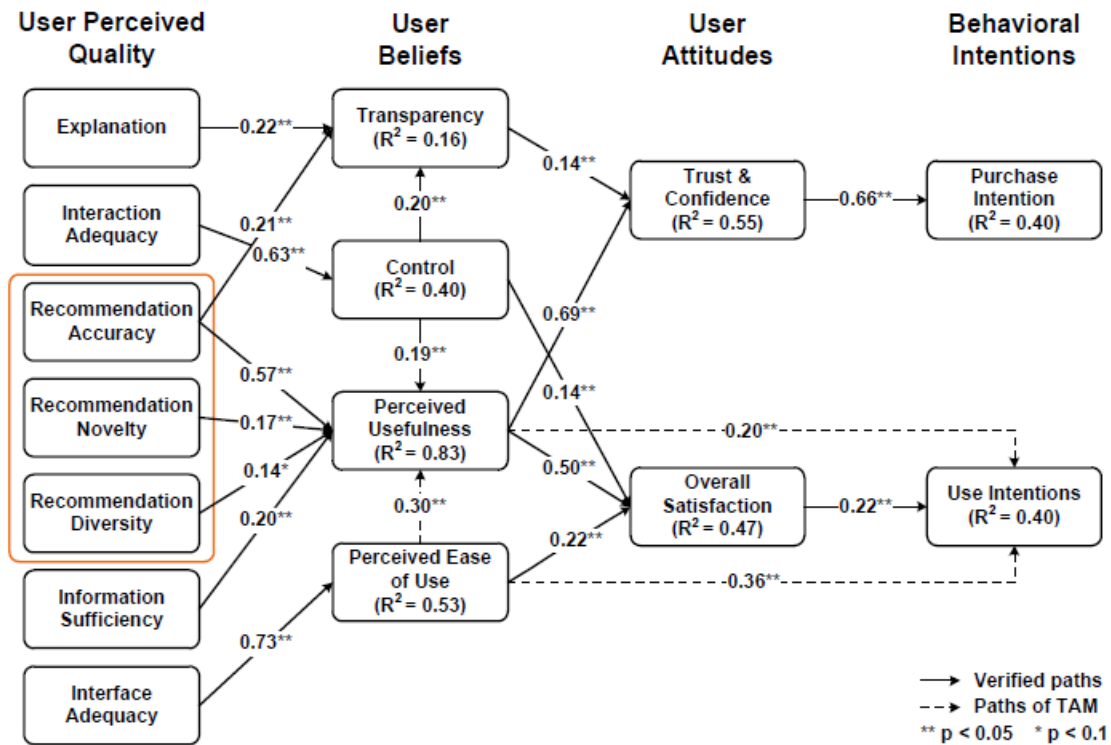 User Perceived
Quality
User
Beliefs
User
Attitudes
Behavioral
Intentions
Explanation
0.22**
Transparency
(R² = 0.16)
0.14**
Trust &
Confidence
(R² = 0.55)
0.66**
Purchase
Intention
(R² = 0.40)
Interaction
Adequacy
0.21**
0.63**
0.20**
Control
(R² = 0.40)
Recommendation
Accuracy
0.69**
0.19**
0.57**
0.14**
Recommendation
Novelty
0.17**
Perceived
Usefulness
(R² = 0.83)
0.20**
0.14*
0.50**
Recommendation
Diversity
0.20**
0.30**
Overall
Satisfaction
(R² = 0.47)
0.22**
Use Intentions
(R² = 0.40)
0.22**
Perceived Ease
of Use
(R² = 0.53)
0.36**
Information
Sufficiency
0.73**
Interface
Adequacy
Verified paths
Paths of TAM
** p < 0.05 * p < 0.1